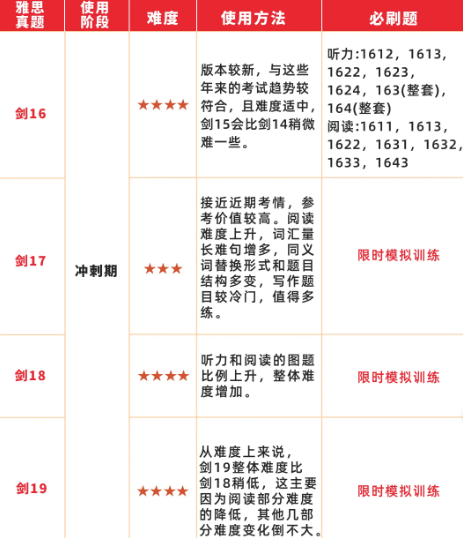 雅思
真题
使用
阶段
难度
使用方法
必刷题
剑16
冲刺期
★★★★
版本较新，与这些
年来的考试趋势较
符合，且难度适中，
剑15会比剑14稍微
难一些。
听力:1612，1613，
1622，1623，
1624，163(整套)，
164(整套)
阅读:1611，1613，
1622，1631，1632，
1633，1643
剑17
★★★
接近近期考情，参
考价值较高。阅读
难度上升，词汇量
长难句增多，同义
词替换形式和题目
结构多变，写作题
目较冷门，值得多
练。
限时模拟训练
剑18
★★★★
听力和阅读的图题
比例上升，整体难
度增加。
限时模拟训练
剑19
★★★★
从难度上来说，
剑19整体难度比
剑18稍低，这主要
因为阅读部分难度
的降低，其他几部
分难度变化倒不大。
限时模拟训练